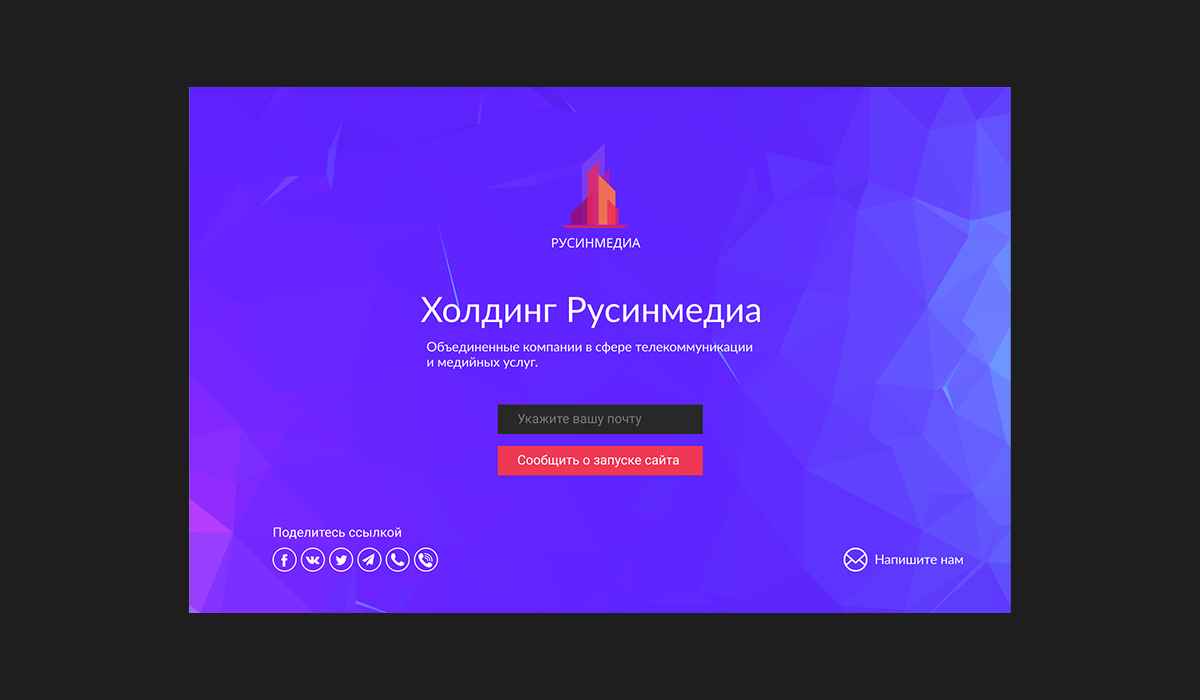 РУСИНМЕДИА
Холдинг Русинмедиа
Объединенные компании в сфере телекоммуникации
и медийных услуг.
Укажите вашу почту
Сообщить о запуске сайта
Поделитесь ссылкой
Напишите нам